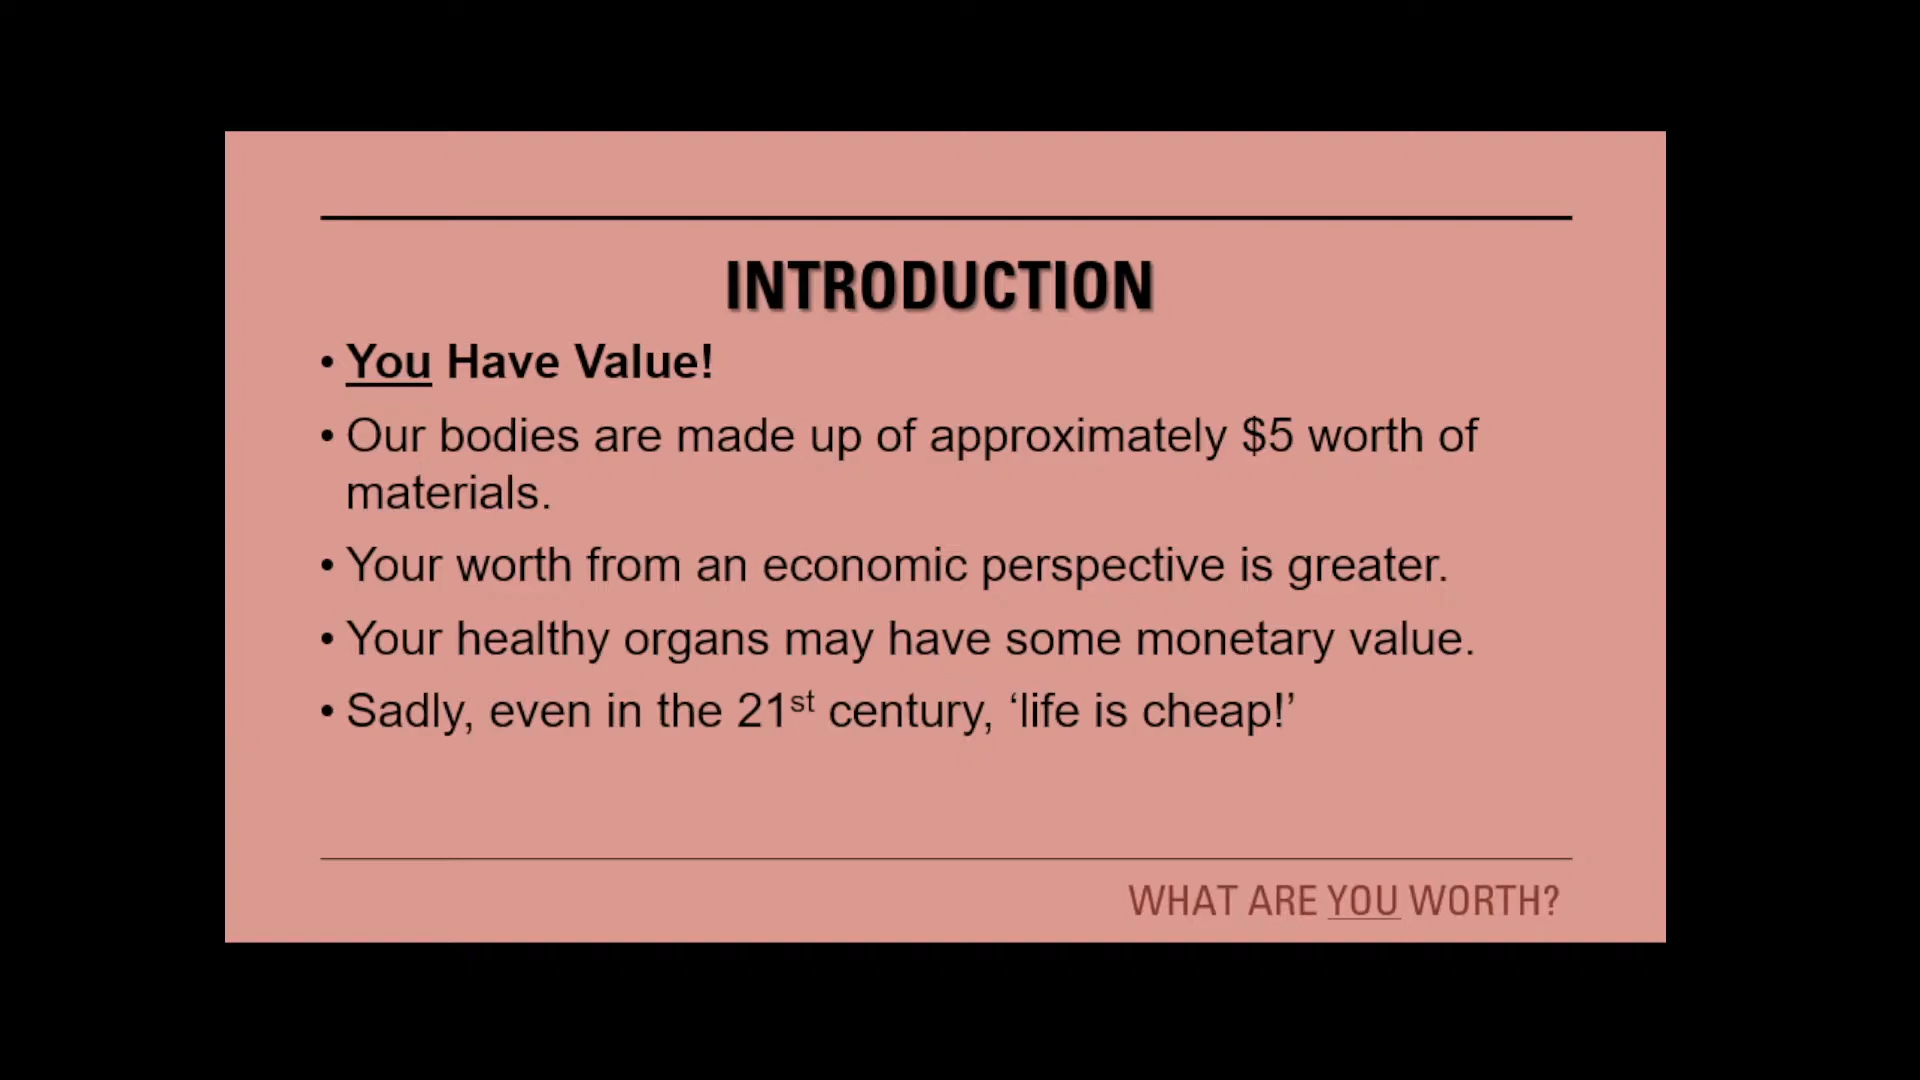 INTRODUCTION
• You Have Value!
• Our bodies are made up of approximately $5 worth of
materials.
• Your worth from an economic perspective is greater.
• Your healthy organs may have some monetary value.
• Sadly, even in the 21st century, ‘life is cheap!’
WHAT ARE YOU WORTH?